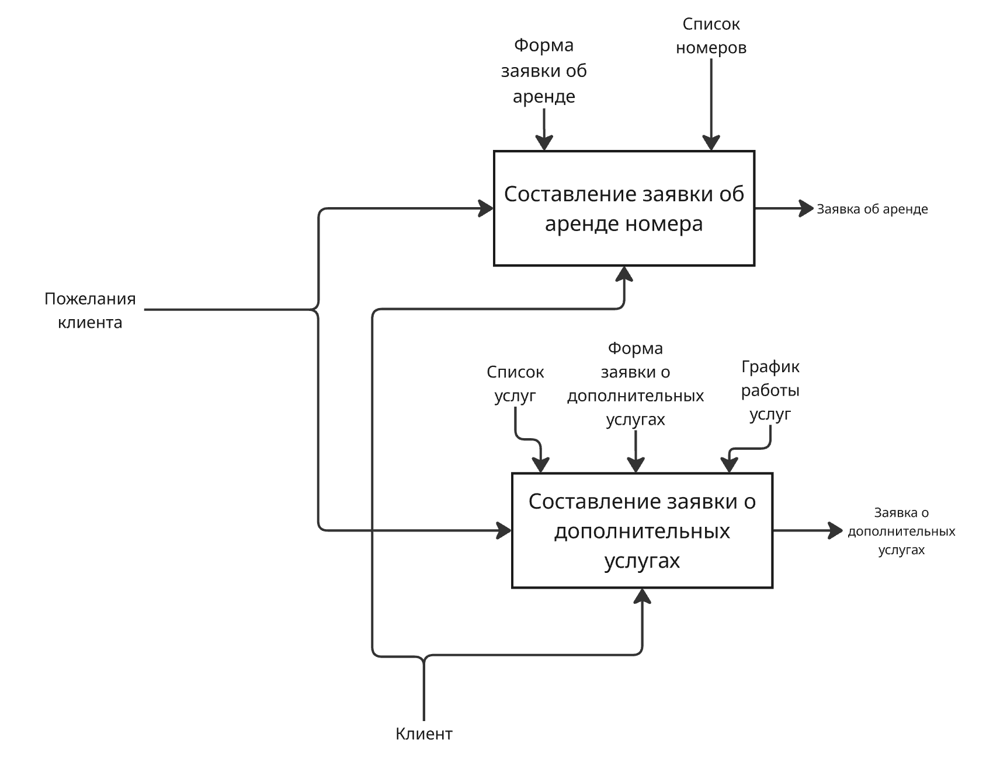 Список
номеров
Форма
заявки об
аренде
Составление заявки об
аренде номера
Заявка об аренде
Пожелания
клиента
Список
услуг
Форма
заявки о
дополнительных
услугах
График
работы
услуг
Составление заявки о
дополнительных
услугах
Заявка о
дополнительных
услугах
Клиент